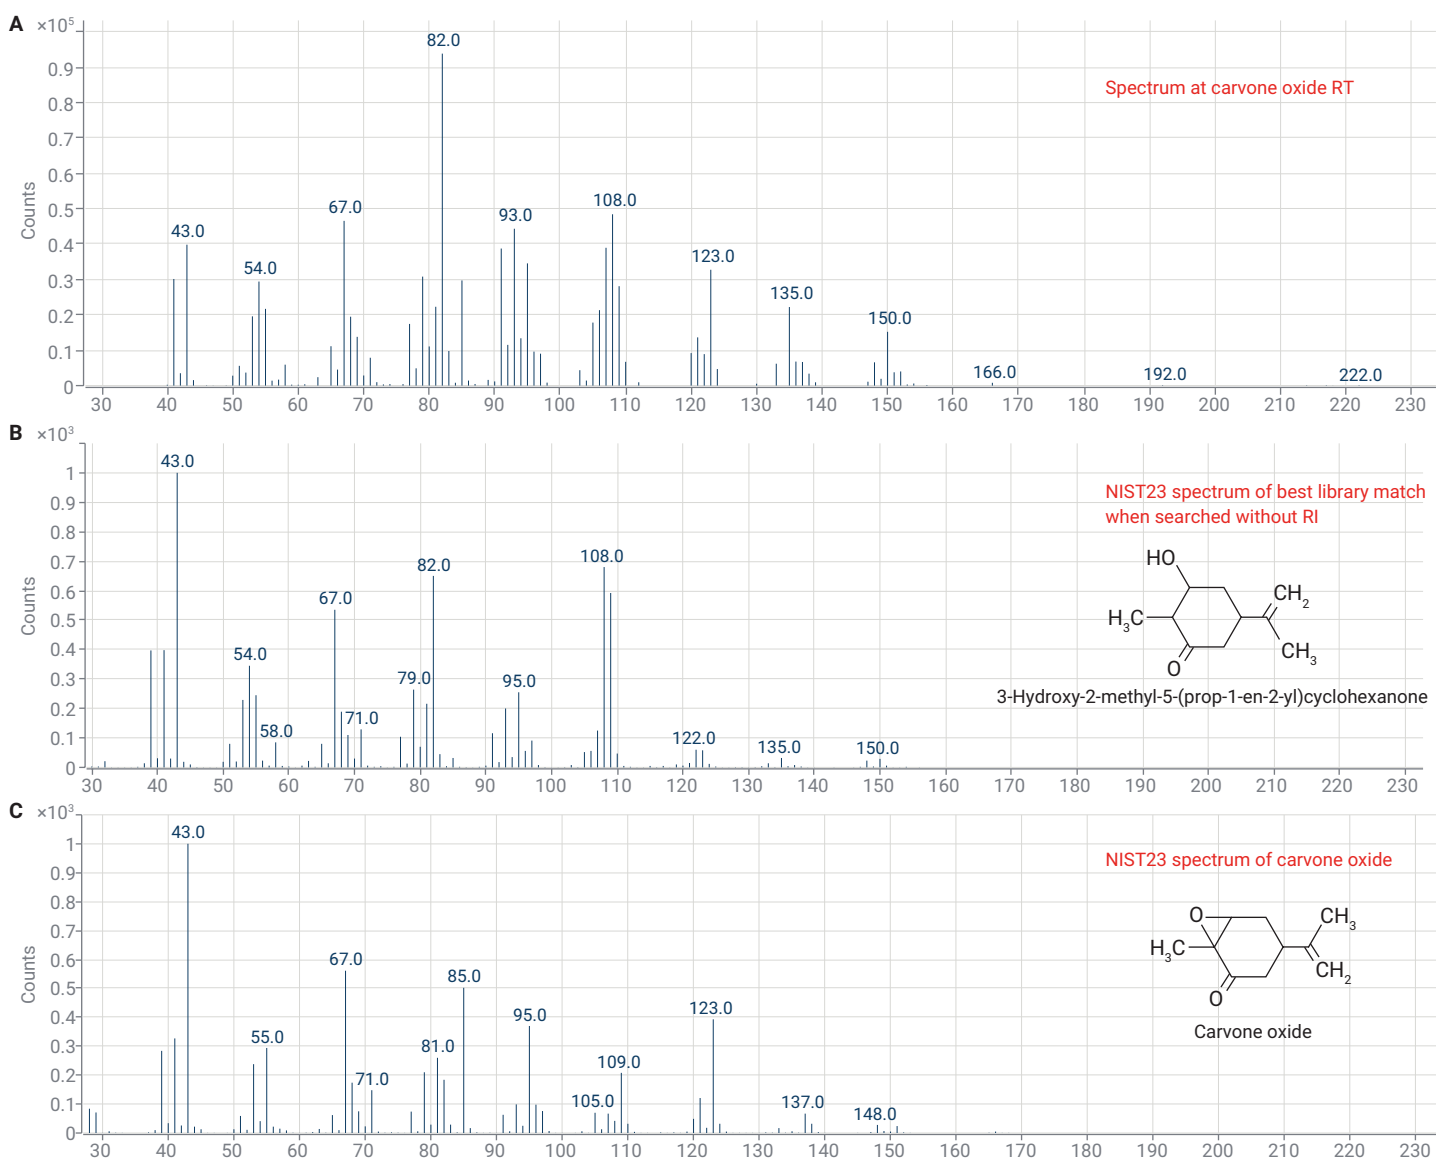 A
×10⁵
Counts
0.9
0.8
0.7
0.6
0.5
0.4
0.3
0.2
0.1
0
43.0
54.0
67.0
82.0
93.0
108.0
123.0
135.0
150.0
166.0
192.0
222.0
Spectrum at carvone oxide RT
30 40 50 60 70 80 90 100 110 120 130 140 150 160 170 180 190 200 210 220 230
B
×10³
Counts
1
0.9
0.8
0.7
0.6
0.5
0.4
0.3
0.2
0.1
0
43.0
54.0
58.0
67.0
71.0
79.0
82.0
95.0
108.0
122.0
135.0
150.0
NIST23 spectrum of best library match
when searched without RI
HO
CH₂
H₃C
CH₃
O
3-Hydroxy-2-methyl-5-(prop-1-en-2-yl)cyclohexanone
30 40 50 60 70 80 90 100 110 120 130 140 150 160 170 180 190 200 210 220 230
C
×10³
Counts
1
0.9
0.8
0.7
0.6
0.5
0.4
0.3
0.2
0.1
0
43.0
55.0
67.0
71.0
81.0
85.0
95.0
105.0
109.0
123.0
137.0
148.0
NIST23 spectrum of carvone oxide
O
CH₃
H₃C
CH₂
O
Carvone oxide
30 40 50 60 70 80 90 100 110 120 130 140 150 160 170 180 190 200 210 220 230